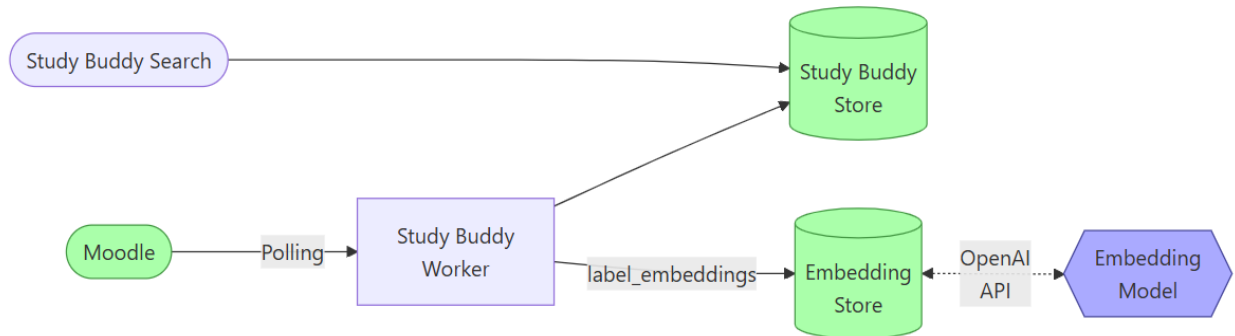 Study Buddy Search
Study Buddy
Store
Moodle
Polling
Study Buddy
Worker
label_embeddings
Embedding
Store
OpenAI
API
Embedding
Model